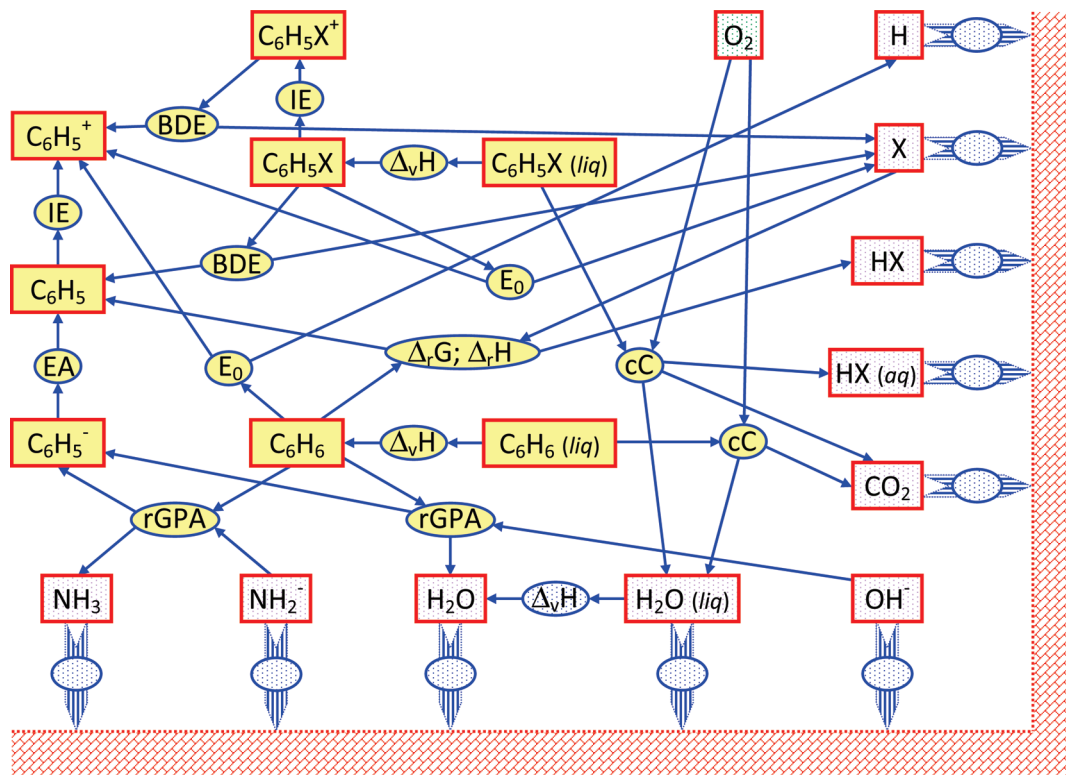 C₆H₅X⁺
O₂
H
IE
BDE
C₆H₅⁺
X
C₆H₅X
ΔᵥH
C₆H₅X (liq)
IE
BDE
HX
C₆H₅
E₀
ΔᵣG; ΔᵣH
EA
E₀
cC
HX (aq)
C₆H₅⁻
C₆H₆
ΔᵥH
C₆H₆ (liq)
cC
CO₂
rGPA
rGPA
NH₃
NH₂⁻
H₂O
ΔᵥH
H₂O (liq)
OH⁻